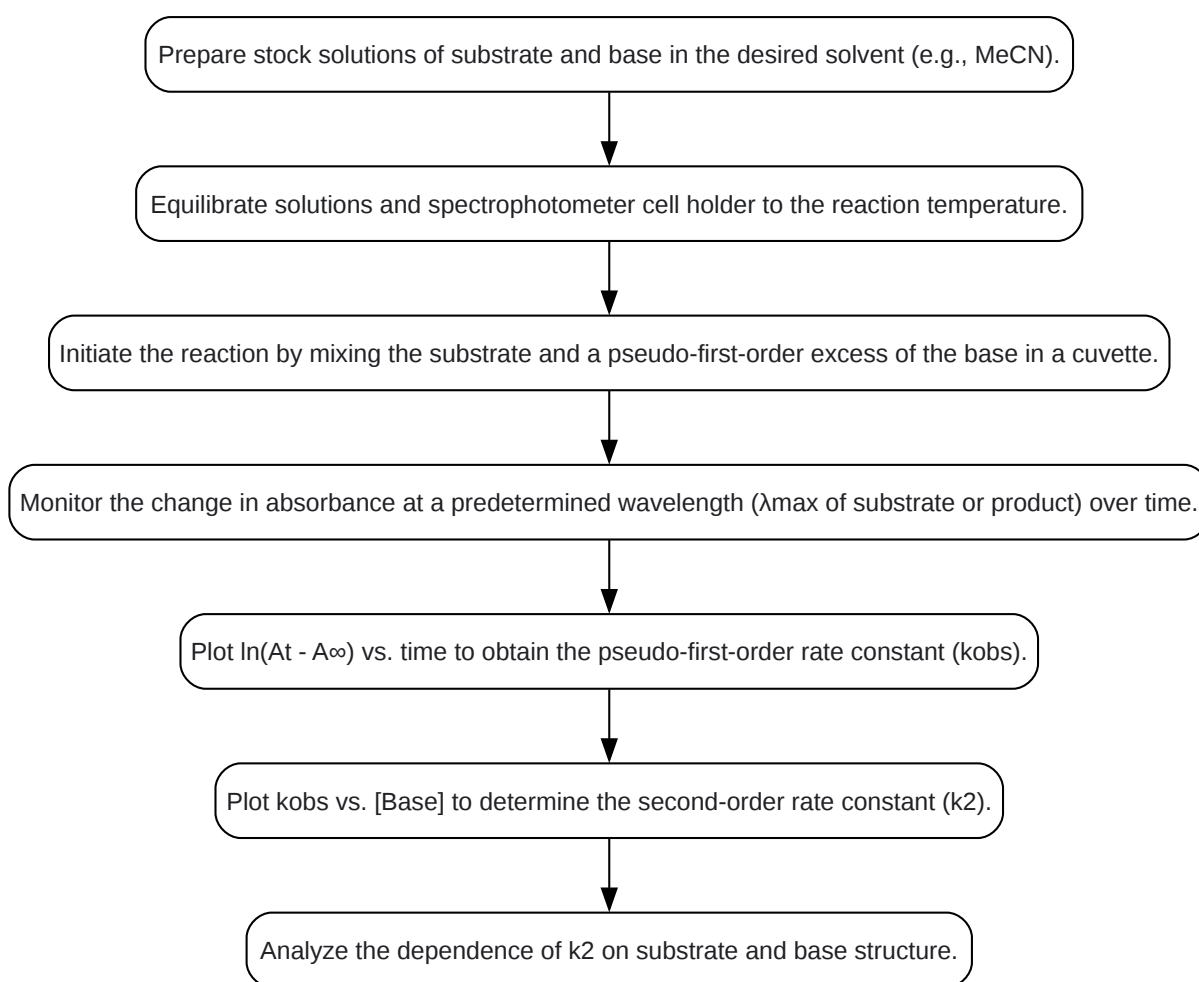 Prepare stock solutions of substrate and base in the desired solvent (e.g., MeCN).
Equilibrate solutions and spectrophotometer cell holder to the reaction temperature.
Initiate the reaction by mixing the substrate and a pseudo-first-order excess of the base in a cuvette.
Monitor the change in absorbance at a predetermined wavelength (λmax of substrate or product) over time.
Plot ln(At - A∞) vs. time to obtain the pseudo-first-order rate constant (kobs).
Plot kobs vs. [Base] to determine the second-order rate constant (k2).
Analyze the dependence of k2 on substrate and base structure.